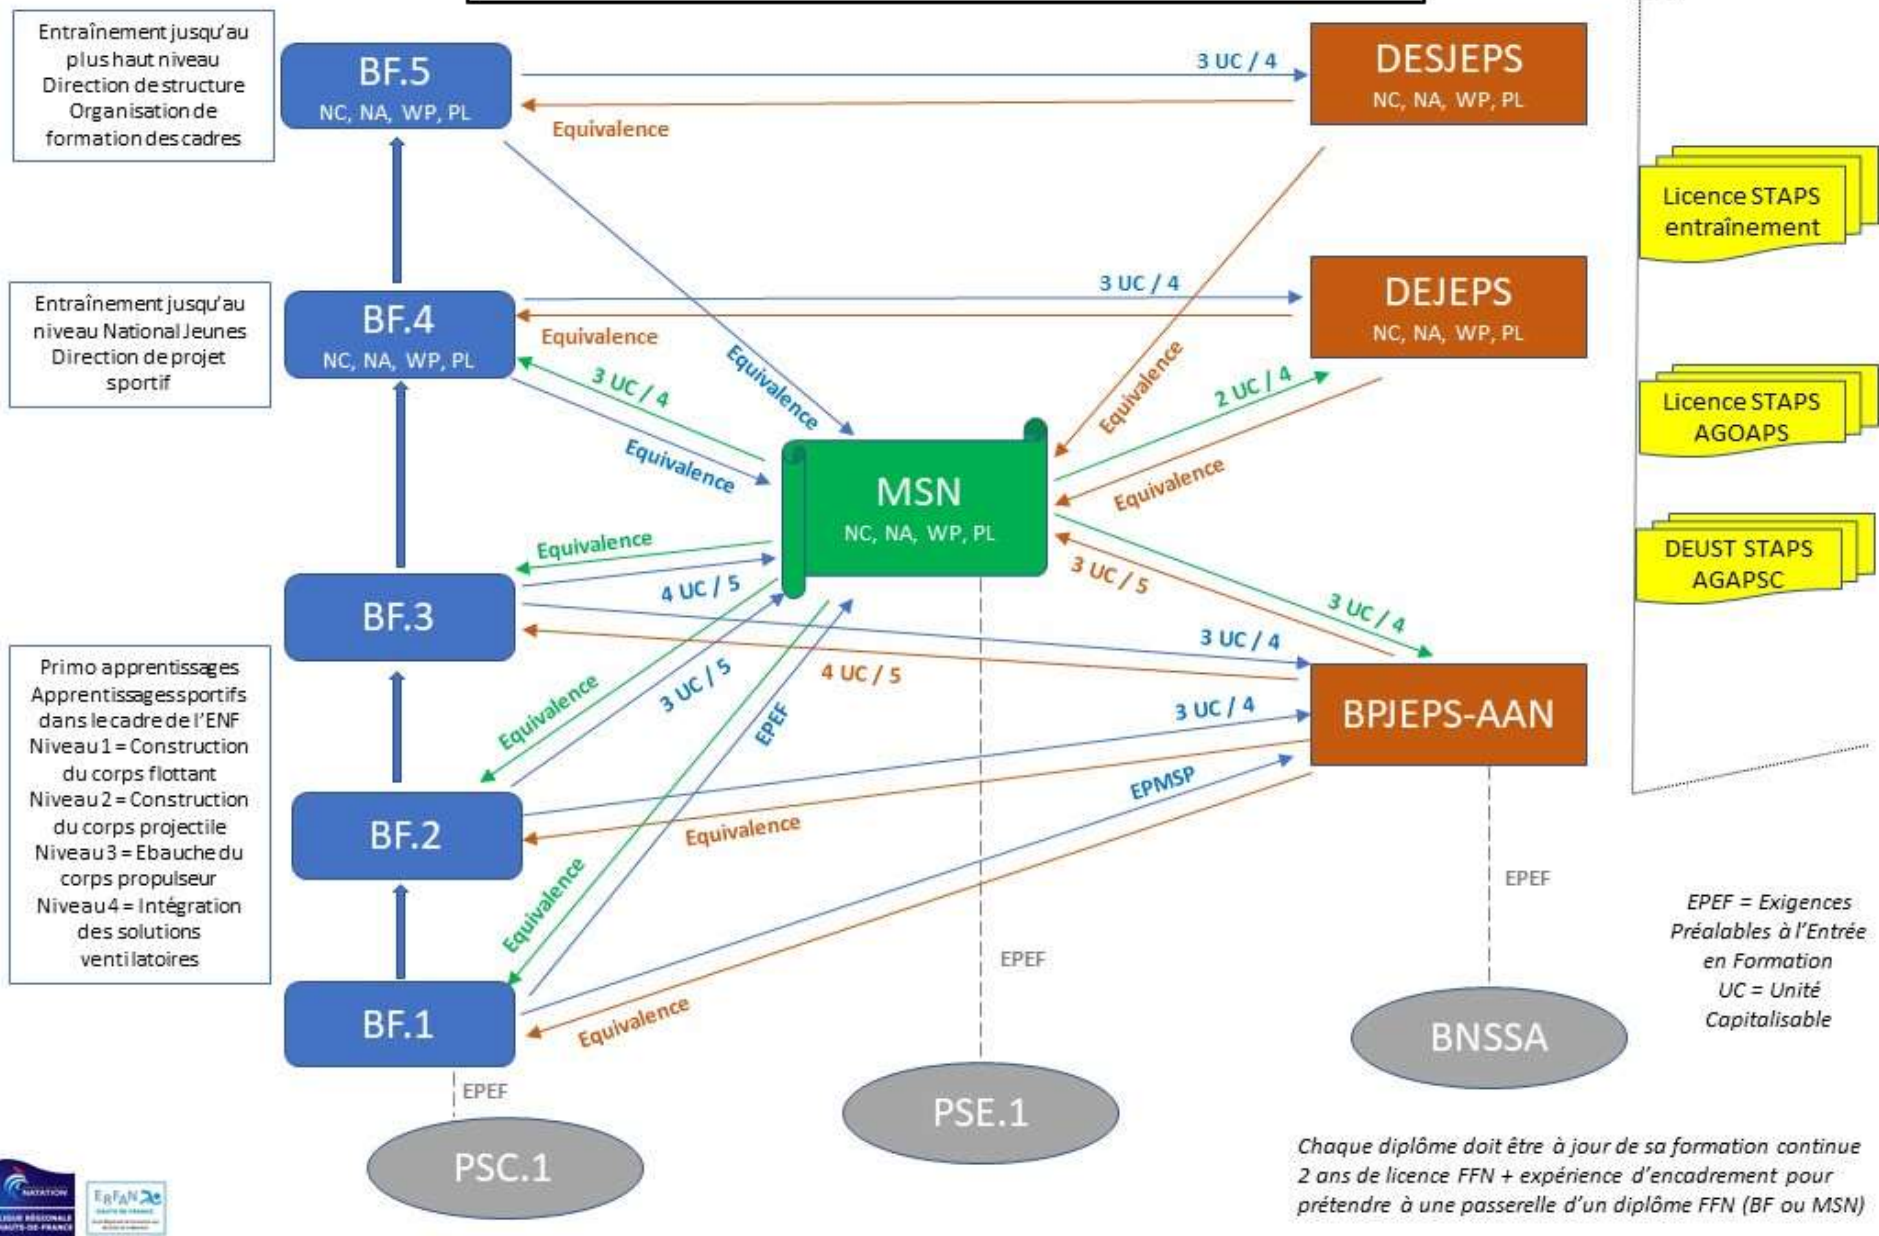 Entraînement jusqu'au
plus haut niveau
Direction de structure
Organisation de
formation des cadres
BF.5
NC, NA, WP, PL
3 UC / 4
Equivalence
DESJEPS
NC, NA, WP, PL
Licence STAPS
entraînement
Entraînement jusqu'au
niveau National Jeunes
Direction de projet
sportif
BF.4
NC, NA, WP, PL
3 UC / 4
Equivalence
DEJEPS
NC, NA, WP, PL
3 UC / 4
Equivalence
Equivalence
Equivalence
2 UC / 4
Equivalence
Licence STAPS
AGOAPS
MSN
NC, NA, WP, PL
Equivalence
4 UC / 5
3 UC / 5
3 UC / 4
DEUST STAPS
AGAPSC
BF.3
3 UC / 4
4 UC / 5
Primo apprentissages
Apprentissages sportifs
dans le cadre de l'ENF
Niveau 1 = Construction
du corps flottant
Niveau 2 = Construction
du corps projectile
Niveau 3 = Ebauche du
corps propulseur
Niveau 4 = Intégration
des solutions
ventilatoires
Equivalence
3 UC / 5
EPEF
3 UC / 4
BPJEPS-AAN
BF.2
Equivalence
EPMSP
Equivalence
EPEF
BF.1
Equivalence
EPEF
EPEF = Exigences
Préalables à l'Entrée
en Formation
UC = Unité
Capitalisable
BNSSA
EPEF
PSC.1
PSE.1
Chaque diplôme doit être à jour de sa formation continue
2 ans de licence FFN + expérience d'encadrement pour
prétendre à une passerelle d'un diplôme FFN (BF ou MSN)
NATATION
LIGUE RÉGIONALE
HAUTS-DE-FRANCE
ERFAN
HAUTS-DE-FRANCE